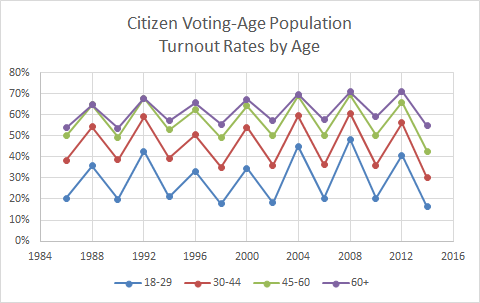 Citizen Voting-Age Population
Turnout Rates by Age
80%
70%
60%
50%
40%
30%
20%
10%
0%
1984 1988 1992 1996 2000 2004 2008 2012 2016
18-29 30-44 45-60 60+